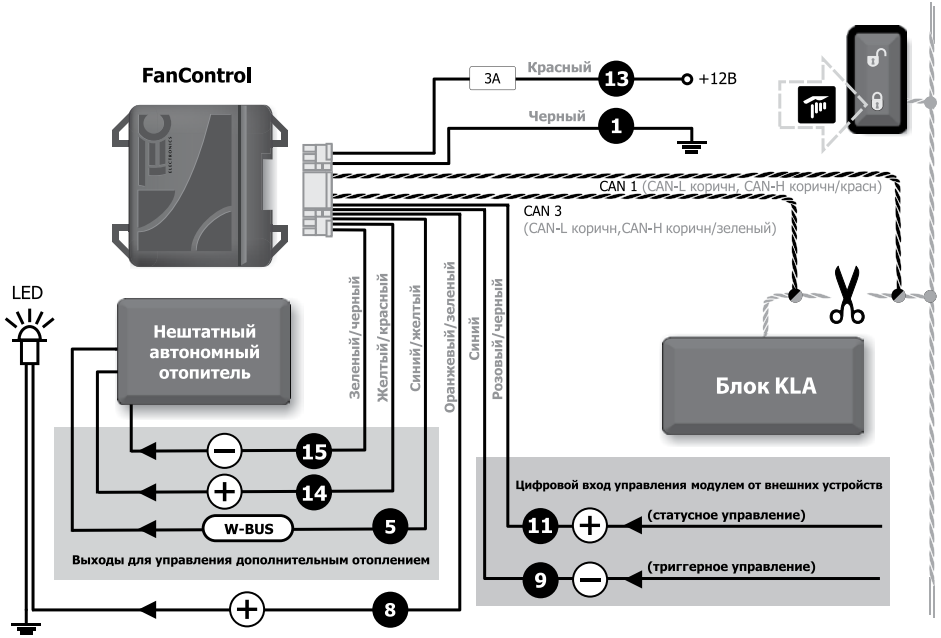 FanControl
TEC
ELECTRONICS
3А
Красный
13
+12В
Черный
1
CAN 1 (CAN-L коричн, CAN-H коричн/красн)
CAN 3
(CAN-L коричн,CAN-H коричн/зеленый)
LED
Нештатный
автономный
отопитель
Зеленый/черный
Желтый/красный
Синий/желтый
Оранжевый/зеленый
Синий
Розовый/черный
Блок KLA
15
14
W-BUS
5
Выходы для управления дополнительным отоплением
8
Цифровой вход управления модулем от внешних устройств
11
(статусное управление)
9
(триггерное управление)